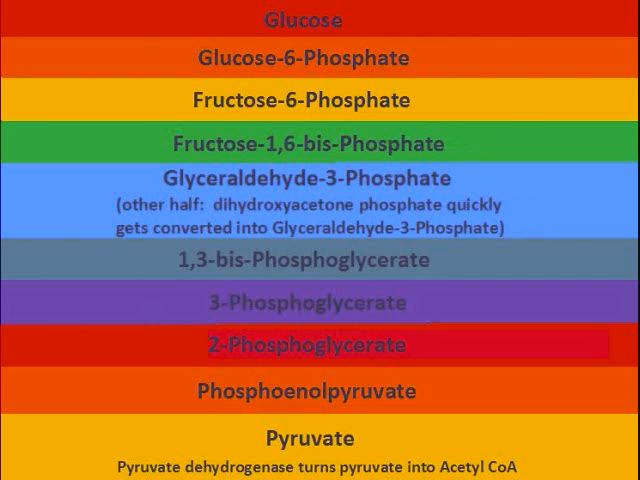 Glucose
Glucose-6-Phosphate
Fructose-6-Phosphate
Fructose-1,6-bis-Phosphate
Glyceraldehyde-3-Phosphate
(other half: dihydroxyacetone phosphate quickly
gets converted into Glyceraldehyde-3-Phosphate)
1,3-bis-Phosphoglycerate
3-Phosphoglycerate
2-Phosphoglycerate
Phosphoenolpyruvate
Pyruvate
Pyruvate dehydrogenase turns pyruvate into Acetyl CoA